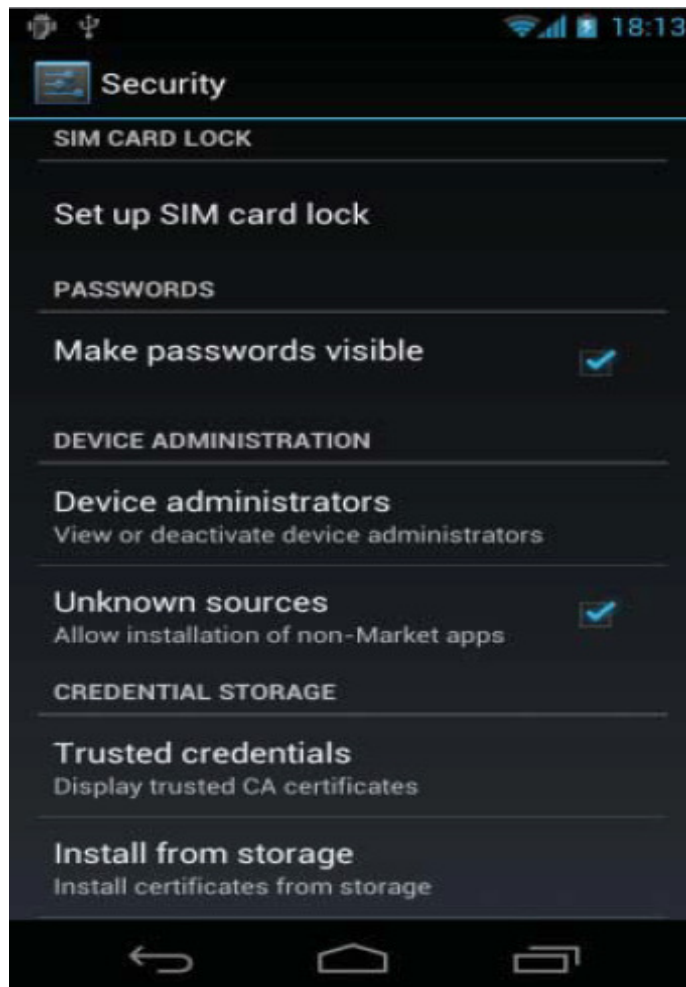 18:13
Security
SIM CARD LOCK
Set up SIM card lock
PASSWORDS
Make passwords visible
DEVICE ADMINISTRATION
Device administrators
View or deactivate device administrators
Unknown sources
Allow installation of non-Market apps
CREDENTIAL STORAGE
Trusted credentials
Display trusted CA certificates
Install from storage
Install certificates from storage